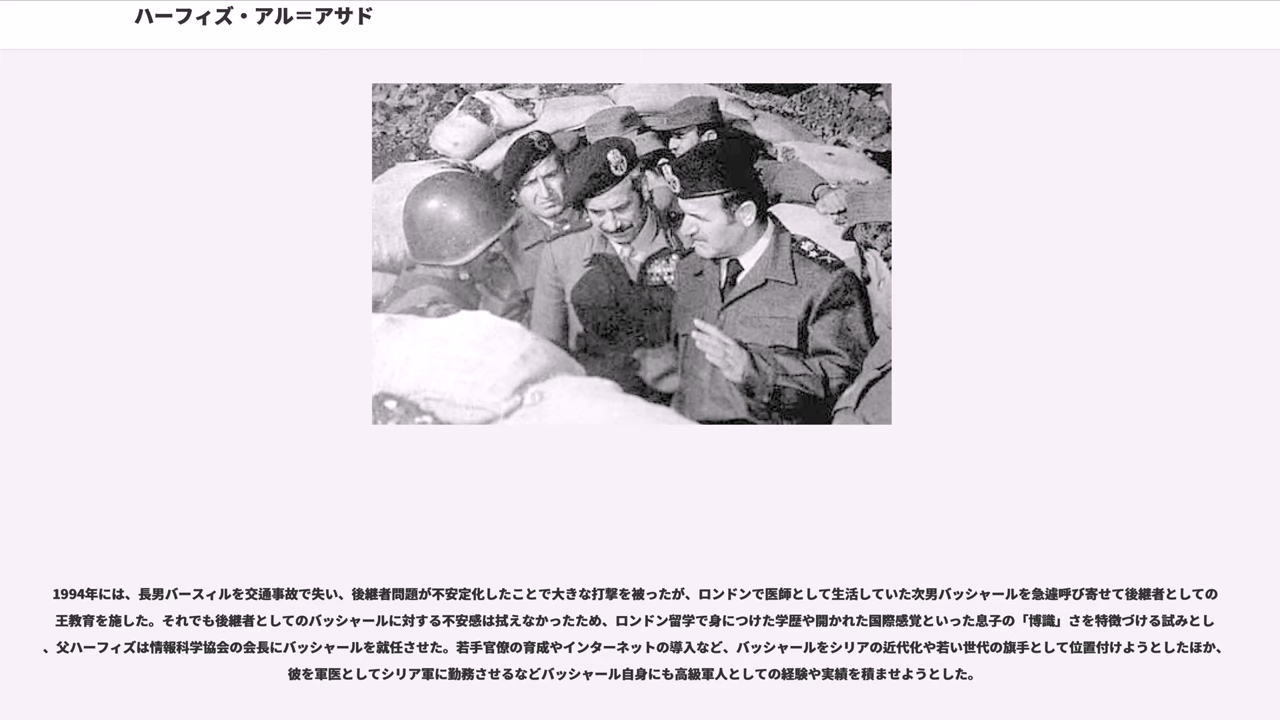 ハーフィズ・アル＝アサド
1994年には、長男バースィルを交通事故で失い、後継者問題が不安定化したことで大きな打撃を被ったが、ロンドンで医師として生活していた次男バッシャールを急遽呼び寄せて後継者としての
王教育を施した。それでも後継者としてのバッシャールに対する不安感は拭えなかったため、ロンドン留学で身につけた学歴や開かれた国際感覚といった息子の「博識」さを特徴づける試みとし
、父ハーフィズは情報科学協会の会長にバッシャールを就任させた。若手官僚の育成やインターネットの導入など、バッシャールをシリアの近代化や若い世代の旗手として位置付けようとしたほか、
彼を軍医としてシリア軍に勤務させるなどバッシャール自身にも高級軍人としての経験や実績を積ませようとした。